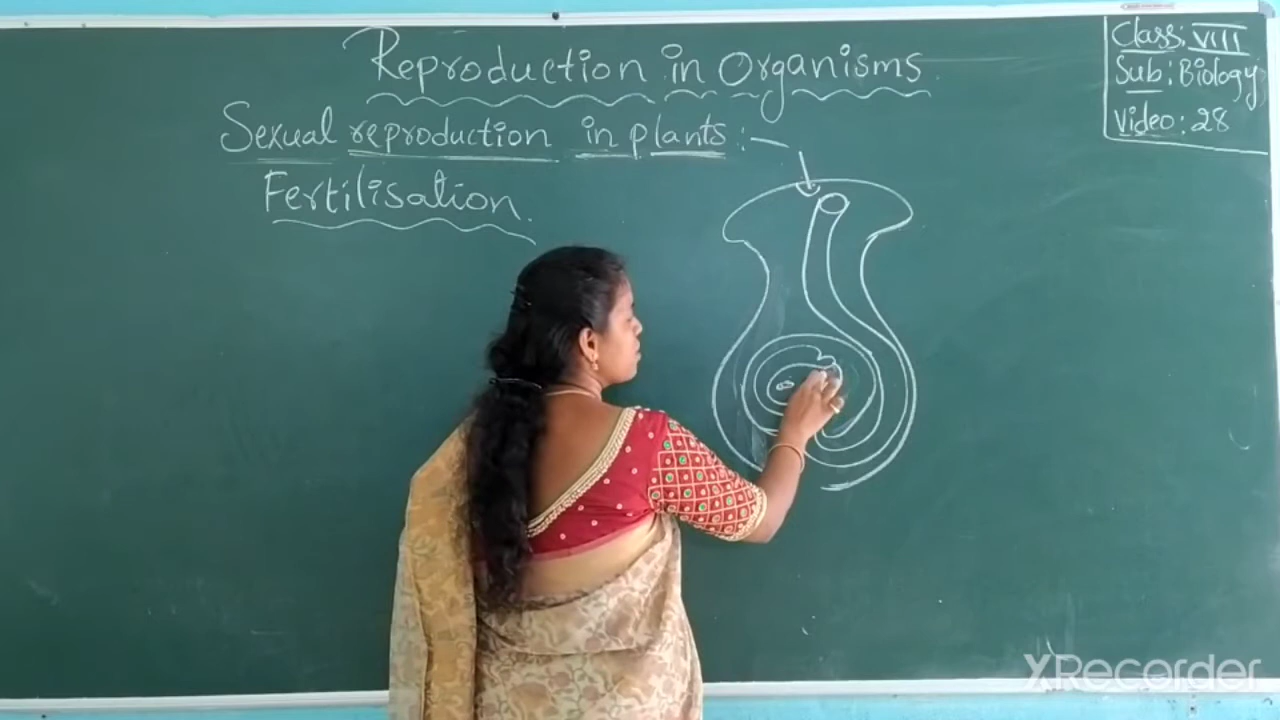 Reproduction in Organisms
Class: VIII
Sub: Biology
Video: 28
Sexual reproduction in plants:
Fertilisation.
XRecorder